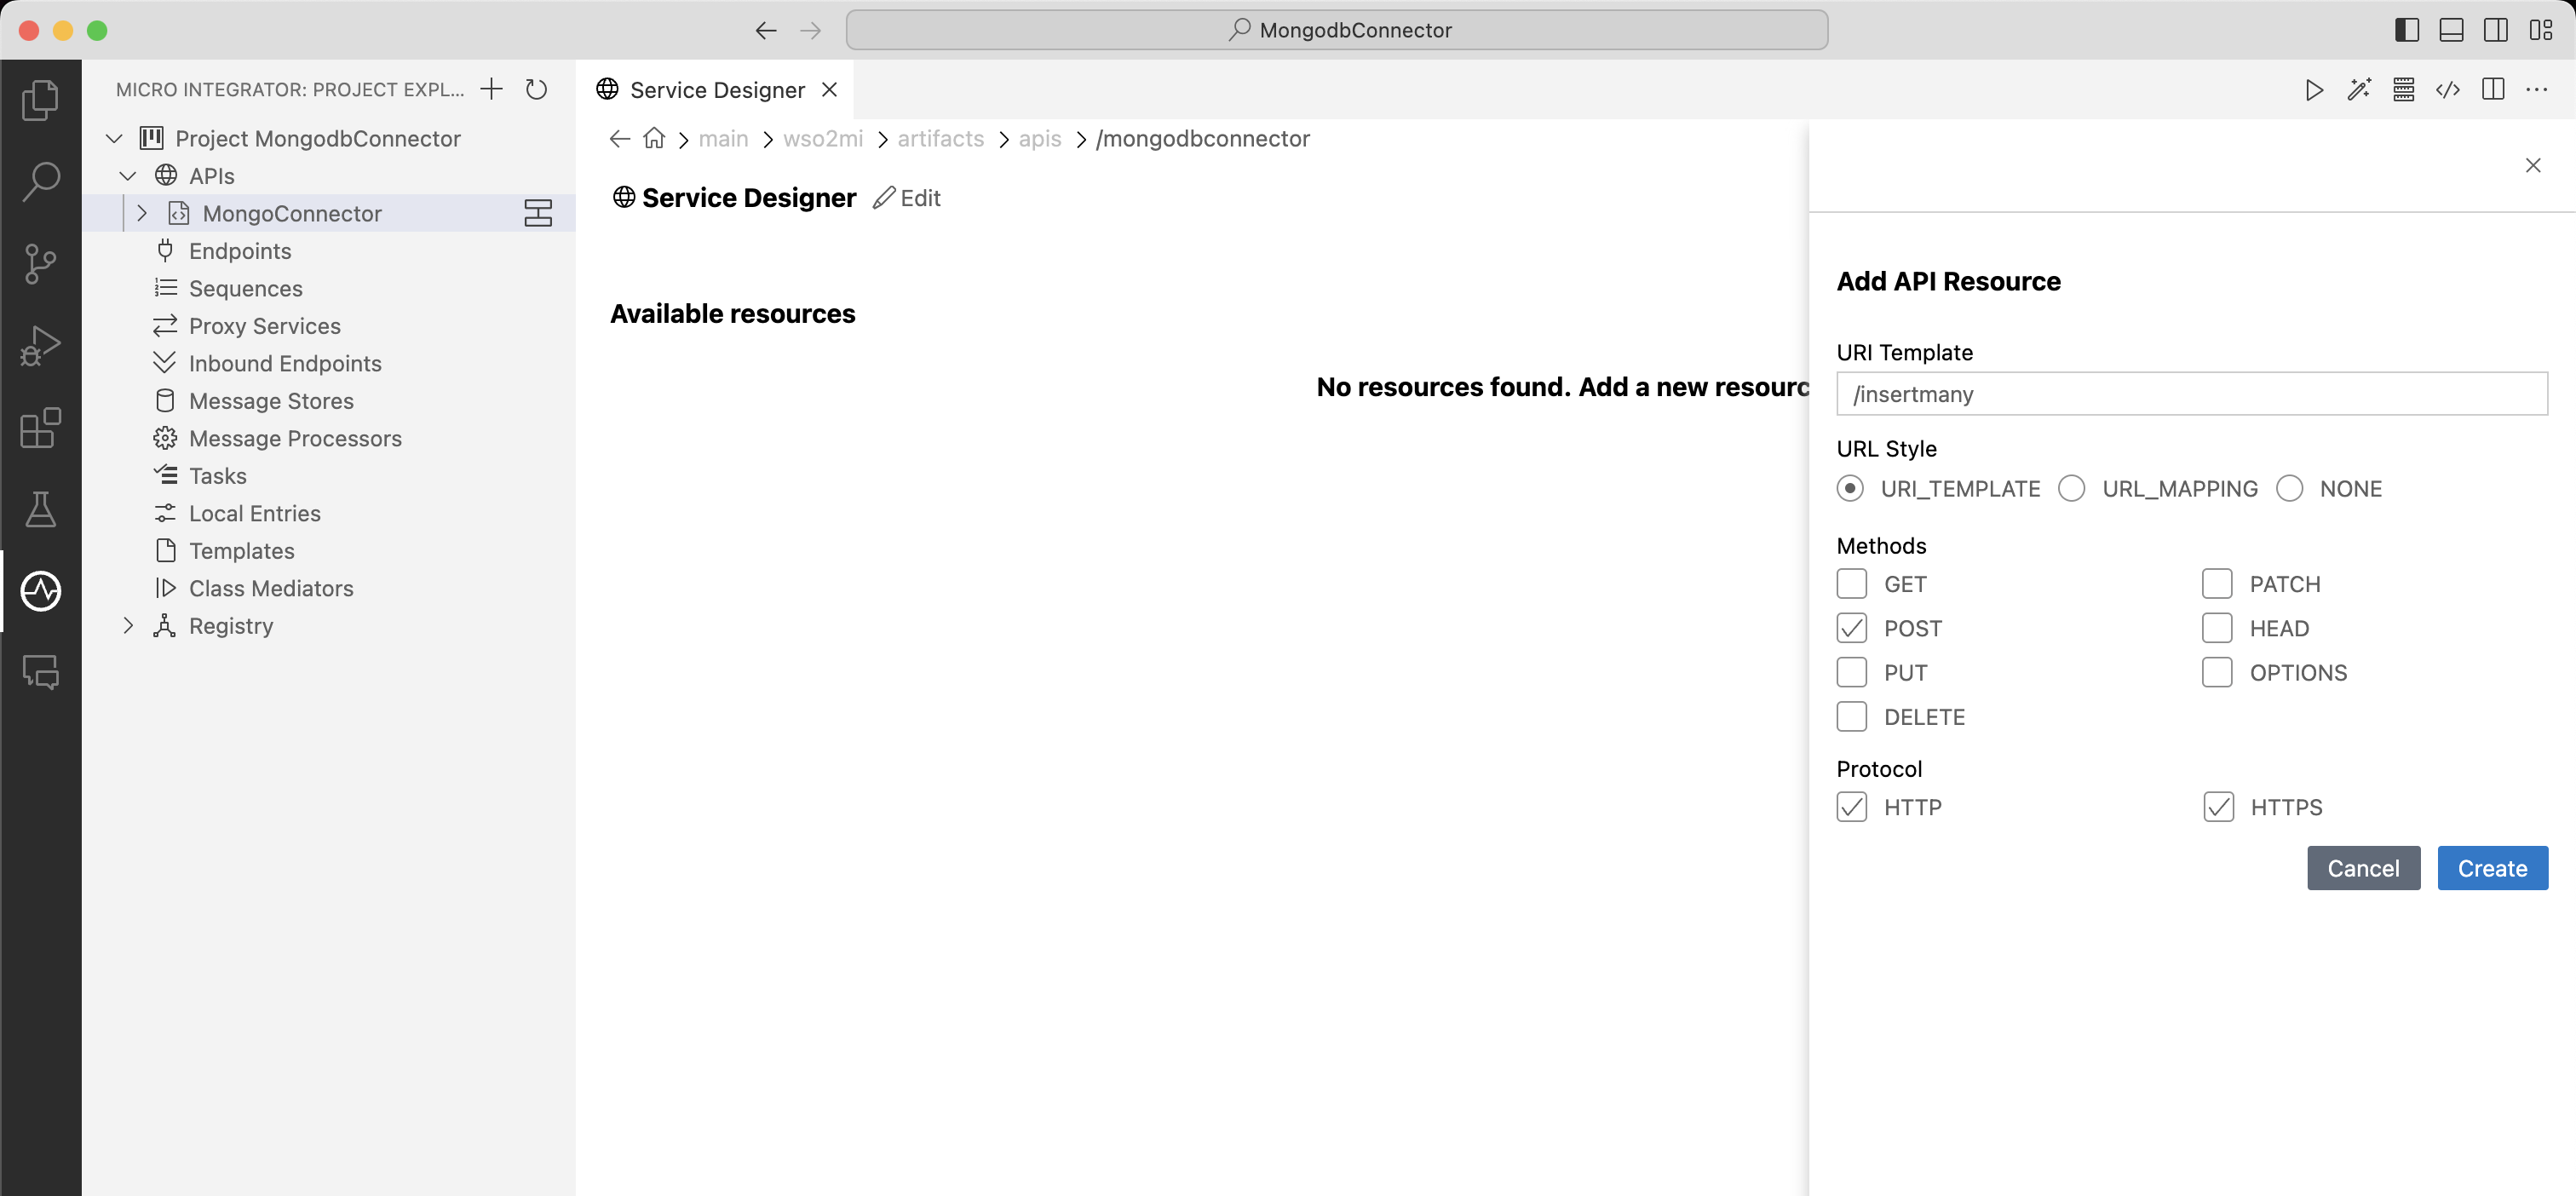 MongodbConnector
MICRO INTEGRATOR: PROJECT EXPL...
Project MongodbConnector
APIs
MongoConnector
Endpoints
Sequences
Proxy Services
Inbound Endpoints
Message Stores
Message Processors
Tasks
Local Entries
Templates
Class Mediators
Registry
Service Designer
main > wso2mi > artifacts > apis > /mongodbconnector
Service Designer Edit
Available resources
No resources found. Add a new resourc
Add API Resource
URI Template
/insertmany
URL Style
URI_TEMPLATE URL_MAPPING NONE
Methods
GET PATCH
POST HEAD
PUT OPTIONS
DELETE
Protocol
HTTP HTTPS
Cancel Create